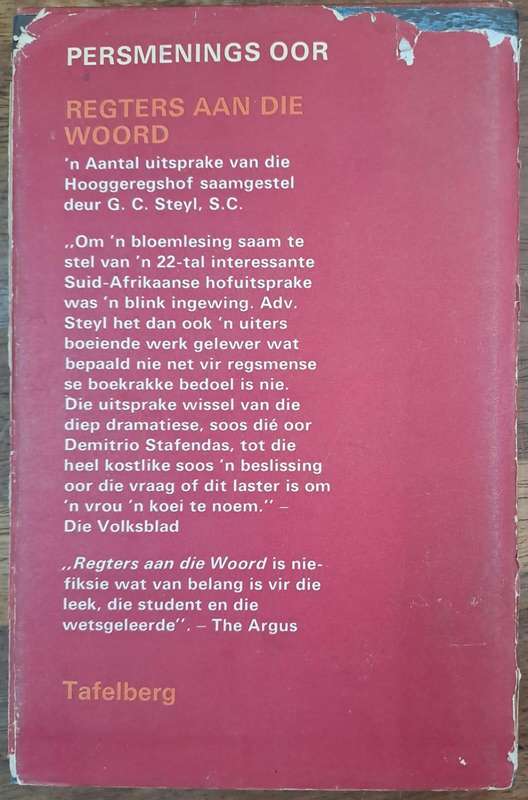 PERSMENINGS OOR
REGTERS AAN DIE
WOORD
'n Aantal uitsprake van die
Hooggeregshof saamgestel
deur G. C. Steyl, S.C.
,,Om 'n bloemlesing saam te
stel van 'n 22-tal interessante
Suid-Afrikaanse hofuitsprake
was 'n blink ingewing. Adv.
Steyl het dan ook 'n uiters
boeiende werk gelewer wat
bepaald nie net vir regsmense
se boekrakke bedoel is nie.
Die uitsprake wissel van die
diep dramatiese, soos dié oor
Demitrio Stafendas, tot die
heel kostlike soos 'n beslissing
oor die vraag of dit laster is om
'n vrou 'n koei te noem." –
Die Volksblad
,,Regters aan die Woord is nie-
fiksie wat van belang is vir die
leek, die student en die
wetsgeleerde". – The Argus
Tafelberg